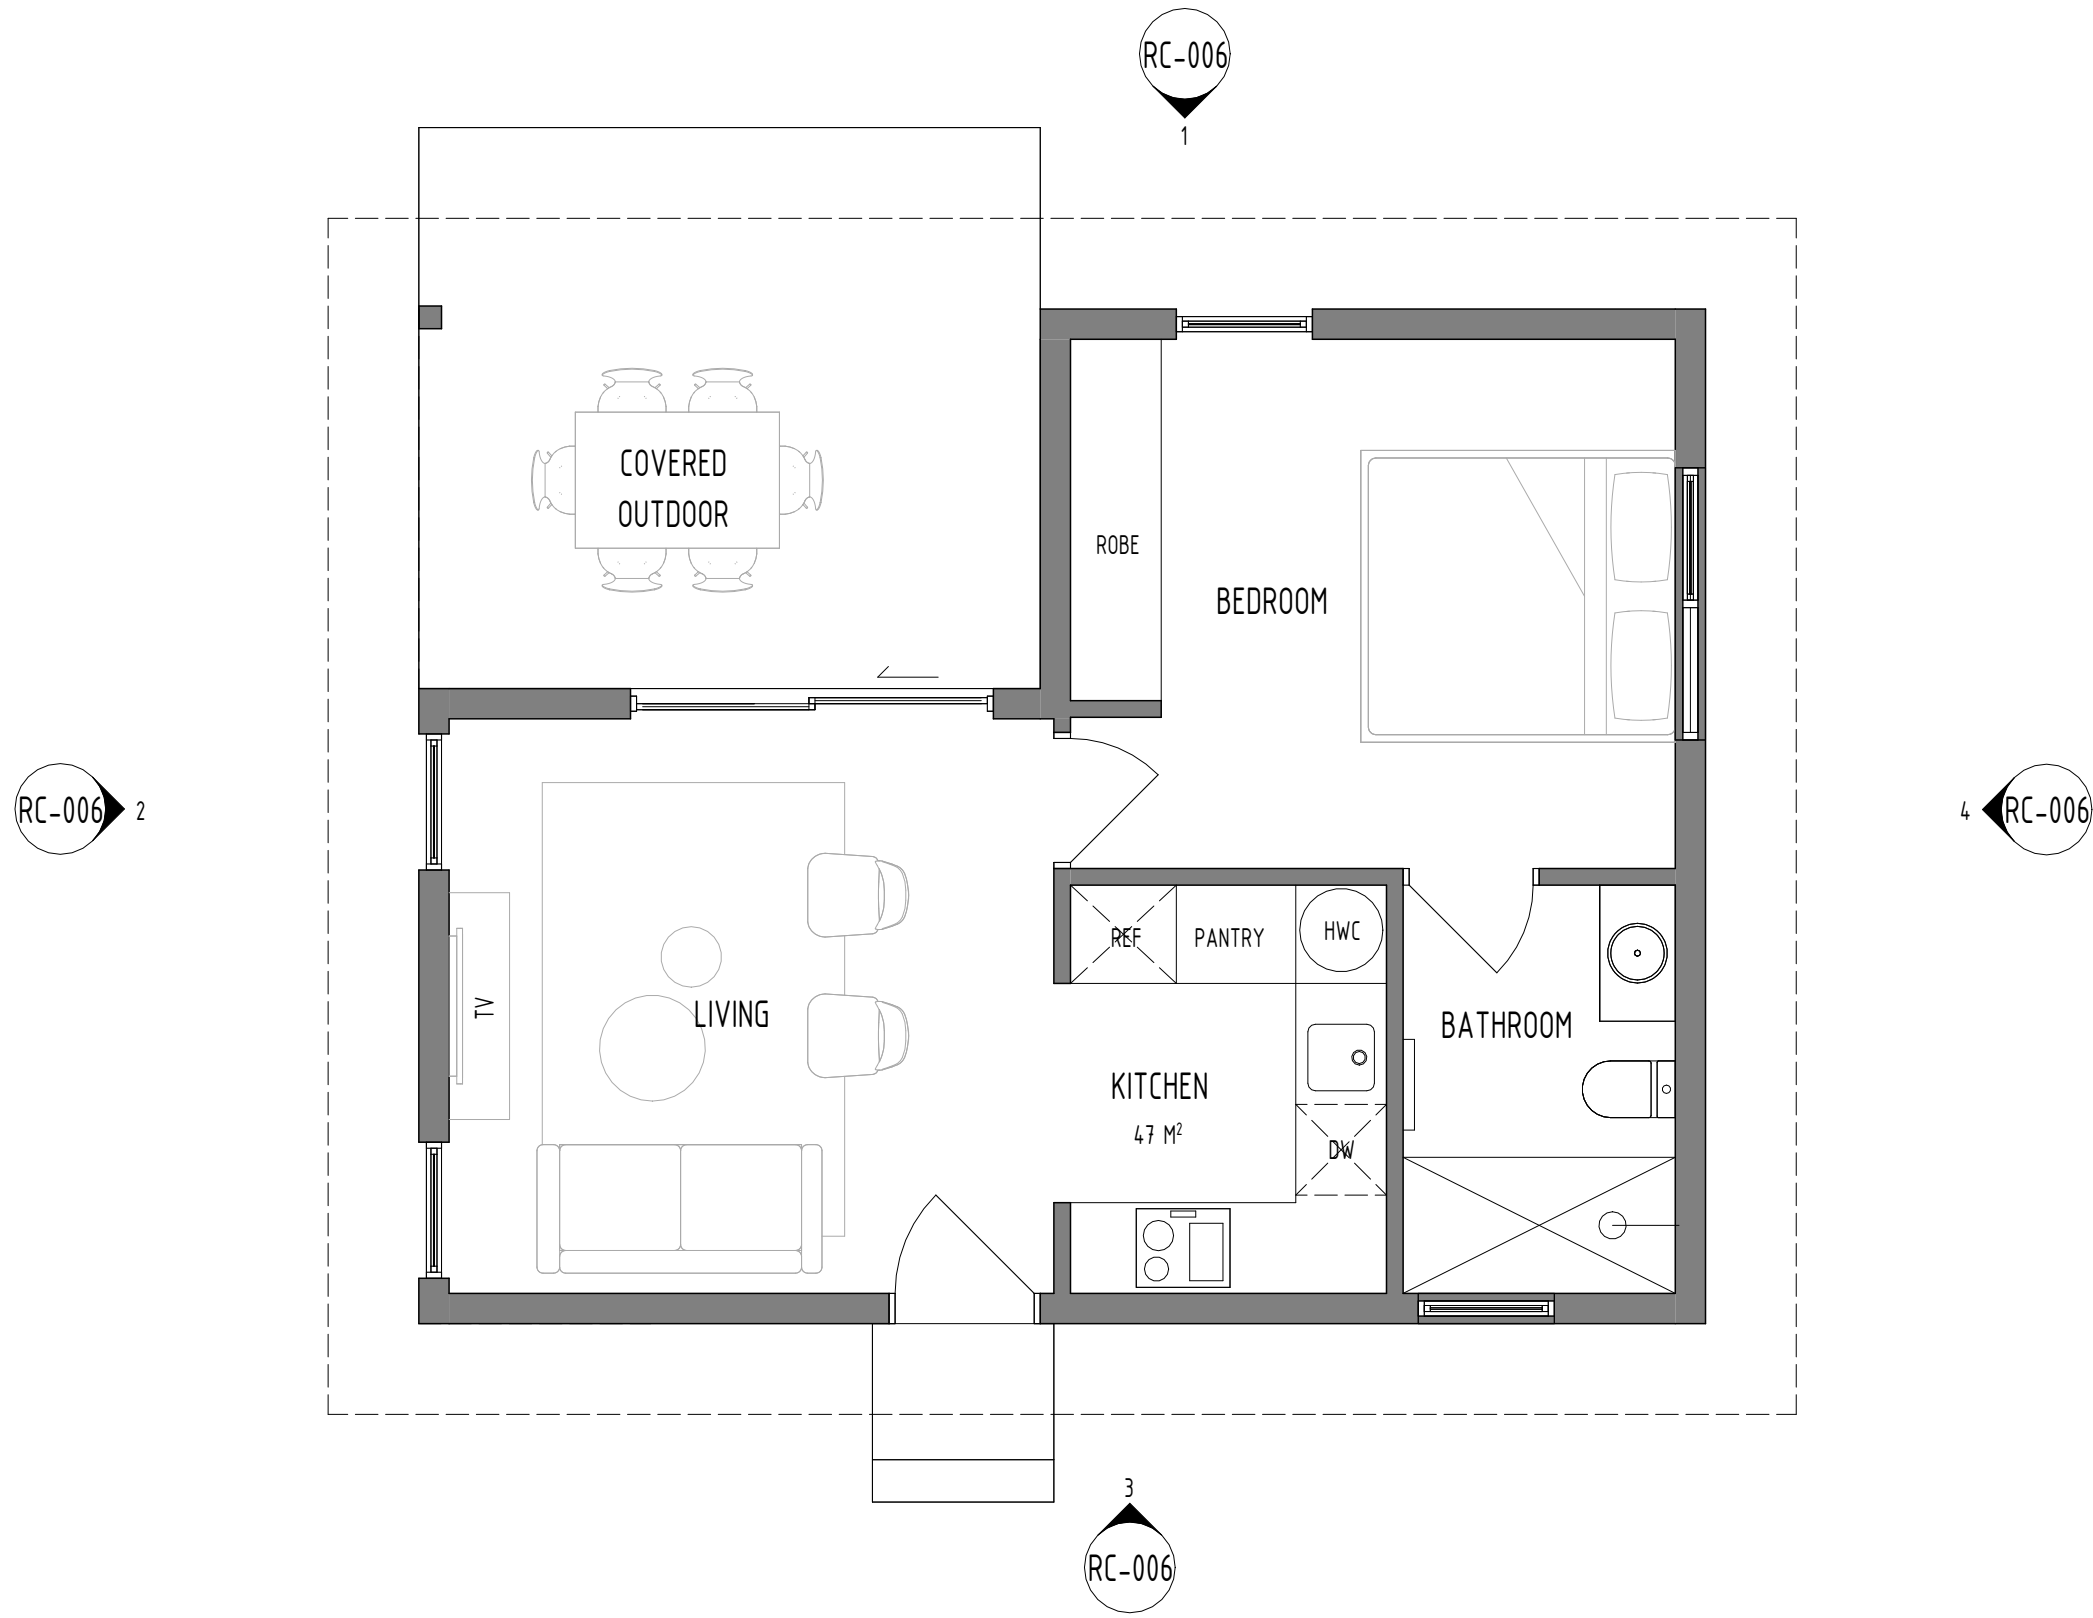 RC-006
1
COVERED
OUTDOOR
ROBE
BEDROOM
RC-006
2
4
RC-006
REF
PANTRY
HWC
TV
LIVING
BATHROOM
KITCHEN
47 M²
DW
3
RC-006